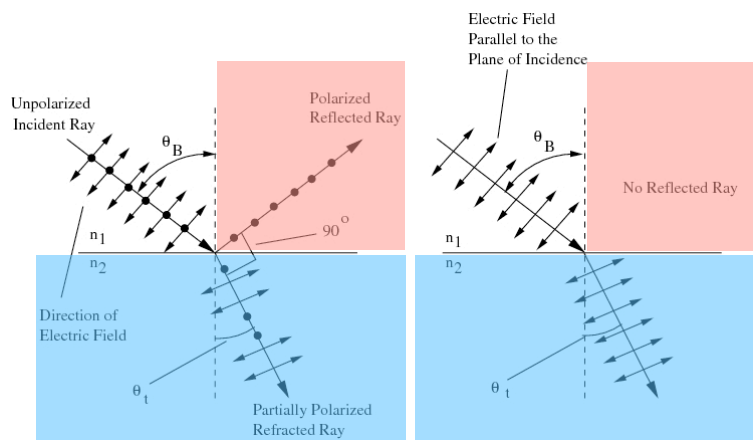 Unpolarized
Incident Ray
θB
Polarized
Reflected Ray
90°
n1
n2
Direction of
Electric Field
θt
Partially Polarized
Refracted Ray
Electric Field
Parallel to the
Plane of Incidence
θB
No Reflected Ray
n1
n2
θt